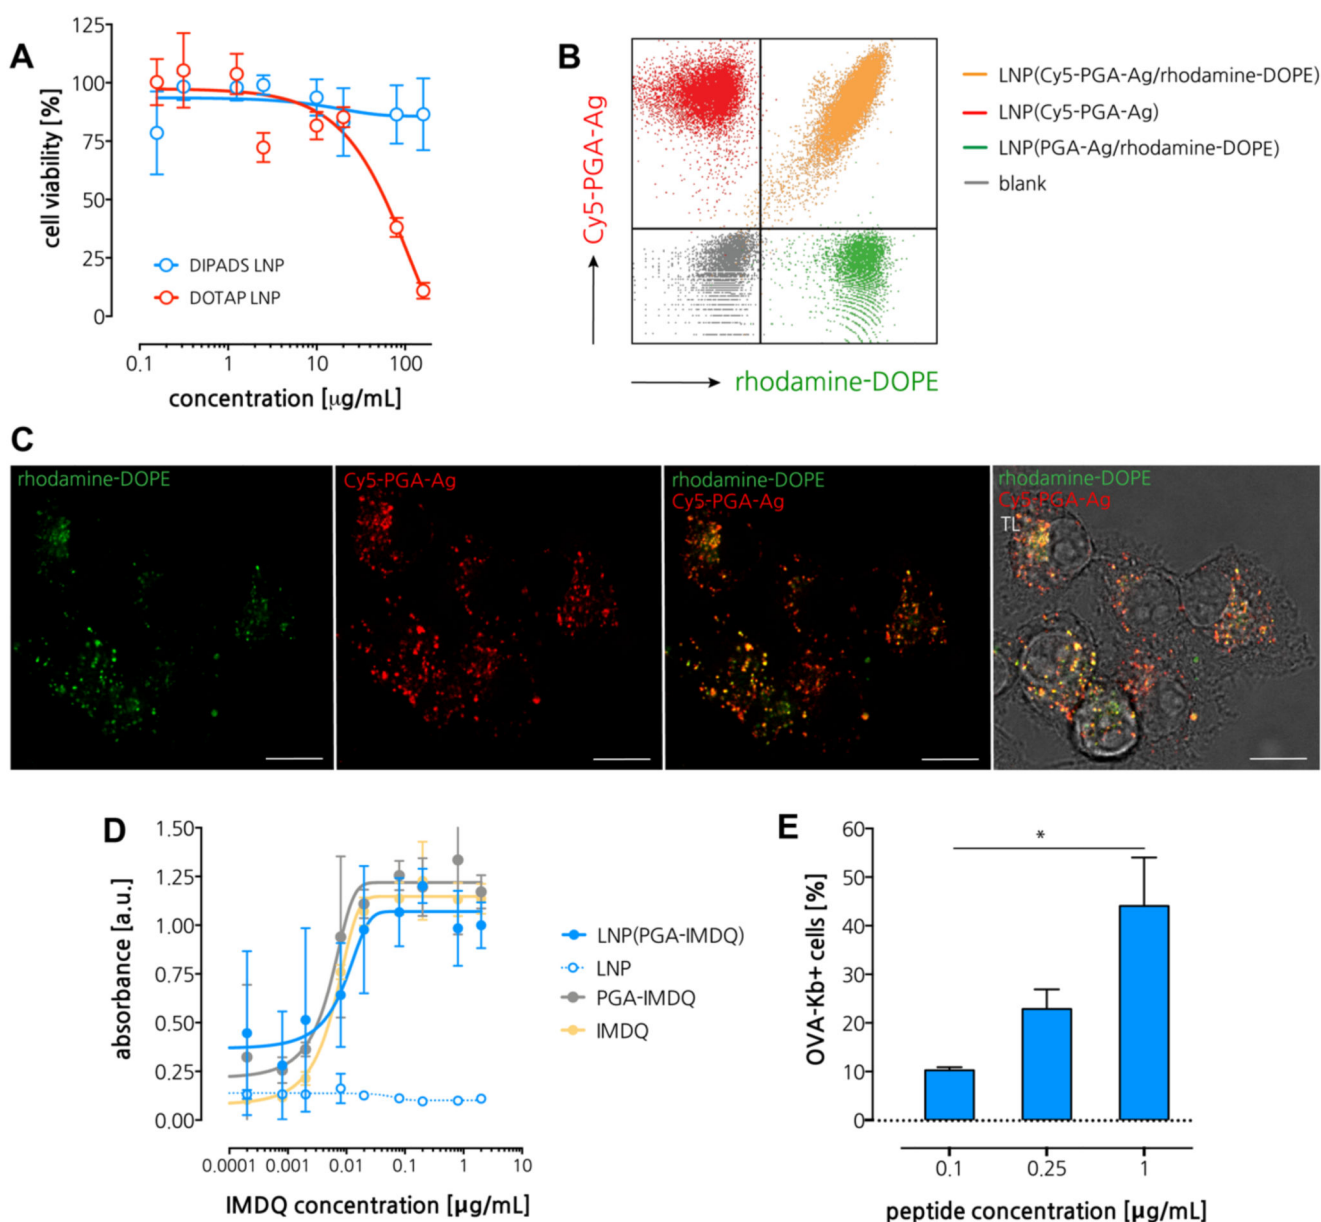 A
125
100
75
50
25
0
cell viability [%]
DIPADS LNP
DOTAP LNP
0.1
1
10
100
concentration [μg/mL]
B
Cy5-PGA-Ag
rhodamine-DOPE
LNP(Cy5-PGA-Ag/rhodamine-DOPE)
LNP(Cy5-PGA-Ag)
LNP(PGA-Ag/rhodamine-DOPE)
blank
C
rhodamine-DOPE
Cy5-PGA-Ag
rhodamine-DOPE
Cy5-PGA-Ag
rhodamine-DOPE
Cy5-PGA-Ag
TL
D
1.50
1.25
1.00
0.75
0.50
0.25
0.00
absorbance [a.u.]
0.0001
0.001
0.01
0.1
1
10
IMDQ concentration [μg/mL]
LNP(PGA-IMDQ)
LNP
PGA-IMDQ
IMDQ
E
60
50
40
30
20
10
0
OVA-Kb+ cells [%]
*
0.1
0.25
1
peptide concentration [μg/mL]